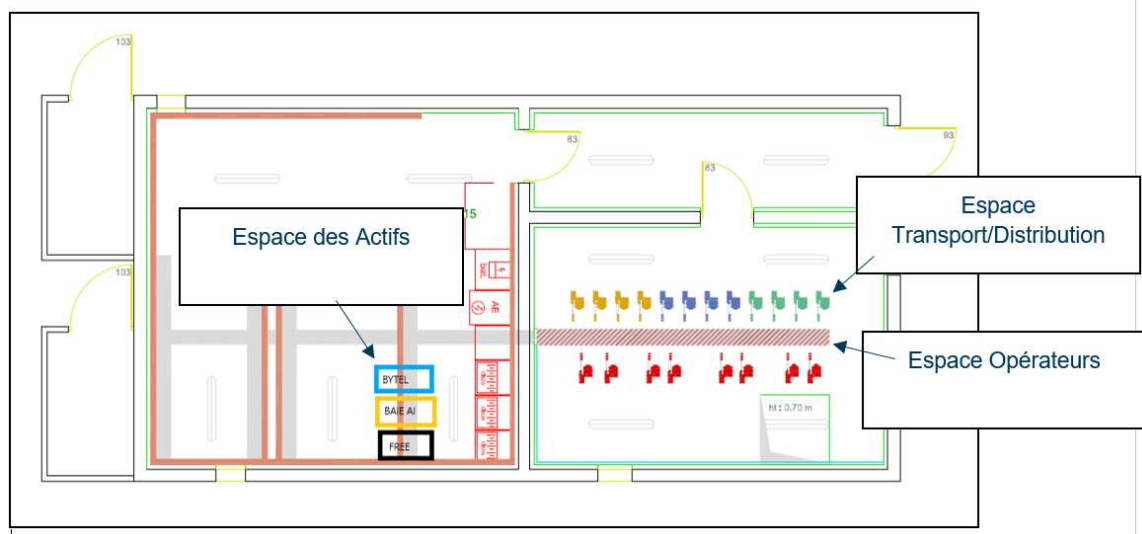 103
83
83
93
Espace
Transport/Distribution
Espace des Actifs
15
bat.
AE
103
Espace Opérateurs
BYTEL
BAIE AI
FREE
ht : 0.70 m